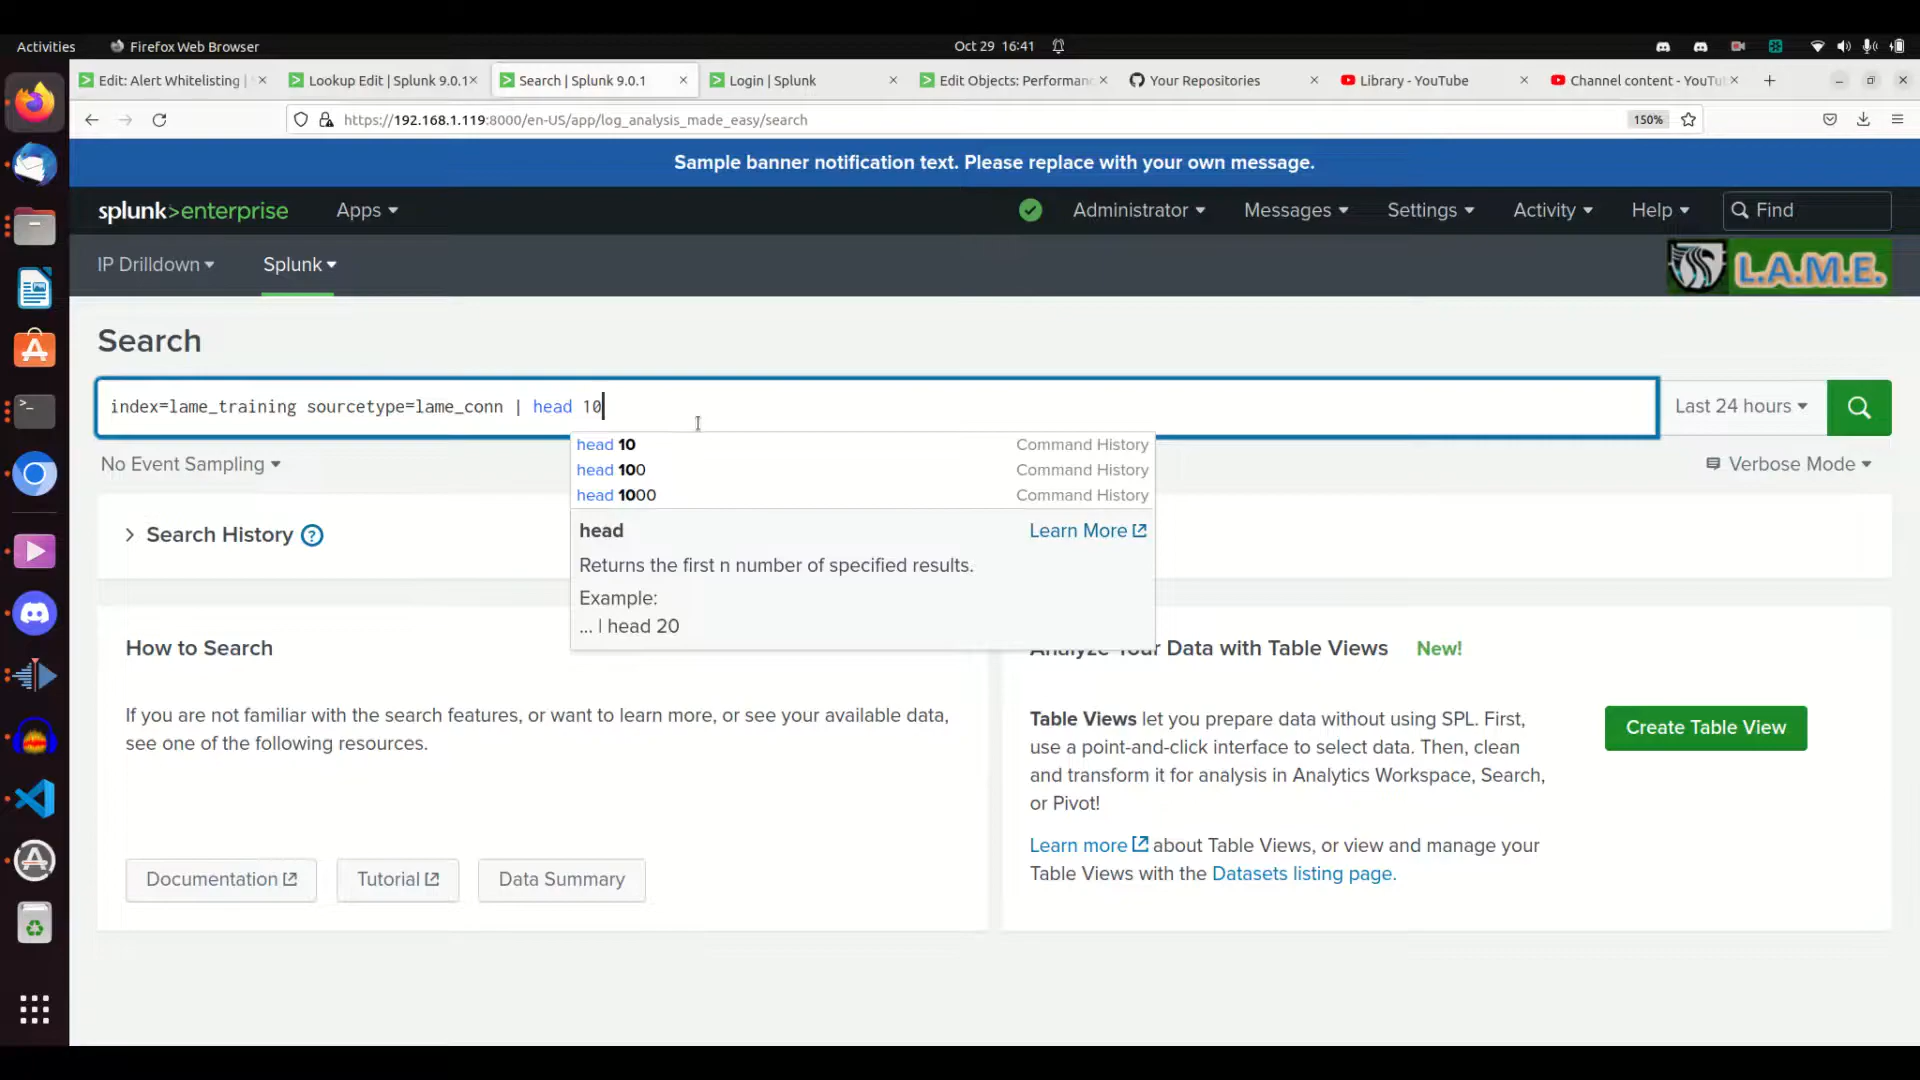 Activities
Firefox Web Browser
Oct 29 16:41
Edit: Alert Whitelisting |
Lookup Edit | Splunk 9.0.1
Search | Splunk 9.0.1
Login | Splunk
Edit Objects: Performan
Your Repositories
Library - YouTube
Channel content - YouTu
https://192.168.1.119:8000/en-US/app/log_analysis_made_easy/search
150%
Sample banner notification text. Please replace with your own message.
splunk>enterprise
Apps
Administrator
Messages
Settings
Activity
Help
Find
IP Drilldown
Splunk
L.A.M.E.
Search
index=lame_training sourcetype=lame_conn | head 10
Last 24 hours
head 10 Command History
head 100 Command History
head 1000 Command History
No Event Sampling
Verbose Mode
head
Learn More
Returns the first n number of specified results.
Example:
... | head 20
Search History
How to Search
If you are not familiar with the search features, or want to learn more, or see your available data,
see one of the following resources.
Documentation
Tutorial
Data Summary
Analyze Your Data with Table Views New!
Table Views let you prepare data without using SPL. First,
use a point-and-click interface to select data. Then, clean
and transform it for analysis in Analytics Workspace, Search,
or Pivot!
Create Table View
Learn more about Table Views, or view and manage your
Table Views with the Datasets listing page.